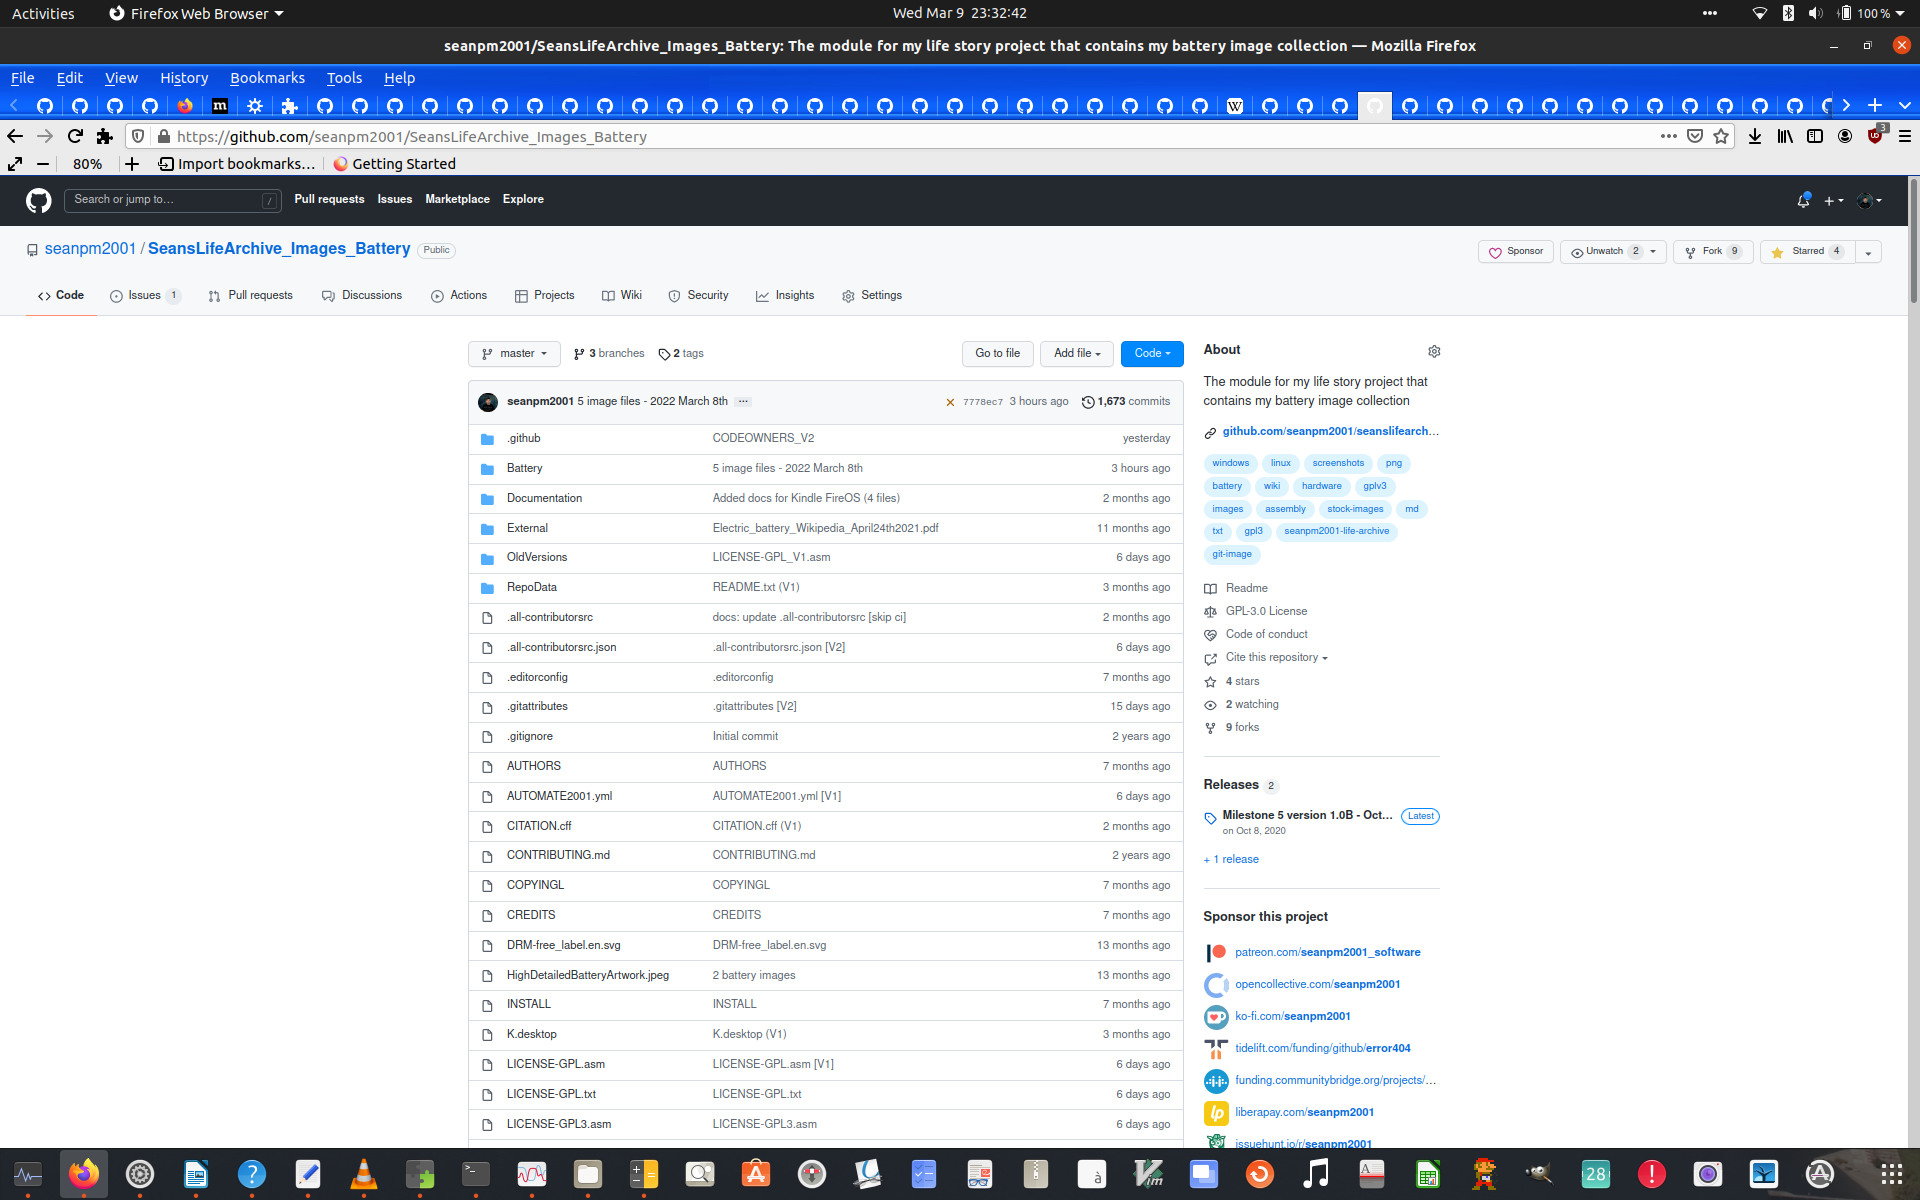 Activities Firefox Web Browser Wed Mar 9 23:32:42 100 %
seanpm2001/SeansLifeArchive_Images_Battery: The module for my life story project that contains my battery image collection — Mozilla Firefox
File Edit View History Bookmarks Tools Help
https://github.com/seanpm2001/SeansLifeArchive_Images_Battery 3
80% Import bookmarks... Getting Started
Search or jump to... / Pull requests Issues Marketplace Explore
seanpm2001 / SeansLifeArchive_Images_Battery Public
Sponsor Unwatch 2 Fork 9 Starred 4
Code Issues 1 Pull requests Discussions Actions Projects Wiki Security Insights Settings
master 3 branches 2 tags Go to file Add file Code
seanpm2001 5 image files - 2022 March 8th ... 7778ec7 3 hours ago 1,673 commits
.github CODEOWNERS_V2 yesterday
Battery 5 image files - 2022 March 8th 3 hours ago
Documentation Added docs for Kindle FireOS (4 files) 2 months ago
External Electric_battery_Wikipedia_April24th2021.pdf 11 months ago
OldVersions LICENSE-GPL_V1.asm 6 days ago
RepoData README.txt (V1) 3 months ago
.all-contributorsrc docs: update .all-contributorsrc [skip ci] 2 months ago
.all-contributorsrc.json .all-contributorsrc.json [V2] 6 days ago
.editorconfig .editorconfig 7 months ago
.gitattributes .gitattributes [V2] 15 days ago
.gitignore Initial commit 2 years ago
AUTHORS AUTHORS 7 months ago
AUTOMATE2001.yml AUTOMATE2001.yml [V1] 6 days ago
CITATION.cff CITATION.cff (V1) 2 months ago
CONTRIBUTING.md CONTRIBUTING.md 2 years ago
COPYINGL COPYINGL 7 months ago
CREDITS CREDITS 7 months ago
DRM-free_label.en.svg DRM-free_label.en.svg 13 months ago
HighDetailedBatteryArtwork.jpeg 2 battery images 13 months ago
INSTALL INSTALL 7 months ago
K.desktop K.desktop (V1) 3 months ago
LICENSE-GPL.asm LICENSE-GPL.asm [V1] 6 days ago
LICENSE-GPL.txt LICENSE-GPL.txt 6 days ago
LICENSE-GPL3.asm LICENSE-GPL3.asm 6 days ago
About
The module for my life story project that
contains my battery image collection
github.com/seanpm2001/seanslifearch...
windows linux screenshots png
battery wiki hardware gplv3
images assembly stock-images md
txt gpl3 seanpm2001-life-archive
git-image
Readme
GPL-3.0 License
Code of conduct
Cite this repository
4 stars
2 watching
9 forks
Releases 2
Milestone 5 version 1.0B - Oct... Latest
on Oct 8, 2020
+ 1 release
Sponsor this project
patreon.com/seanpm2001_software
opencollective.com/seanpm2001
ko-fi.com/seanpm2001
tidelift.com/funding/github/error404
funding.communitybridge.org/projects/...
liberapay.com/seanpm2001
issuehunt.io/r/seanpm2001
28